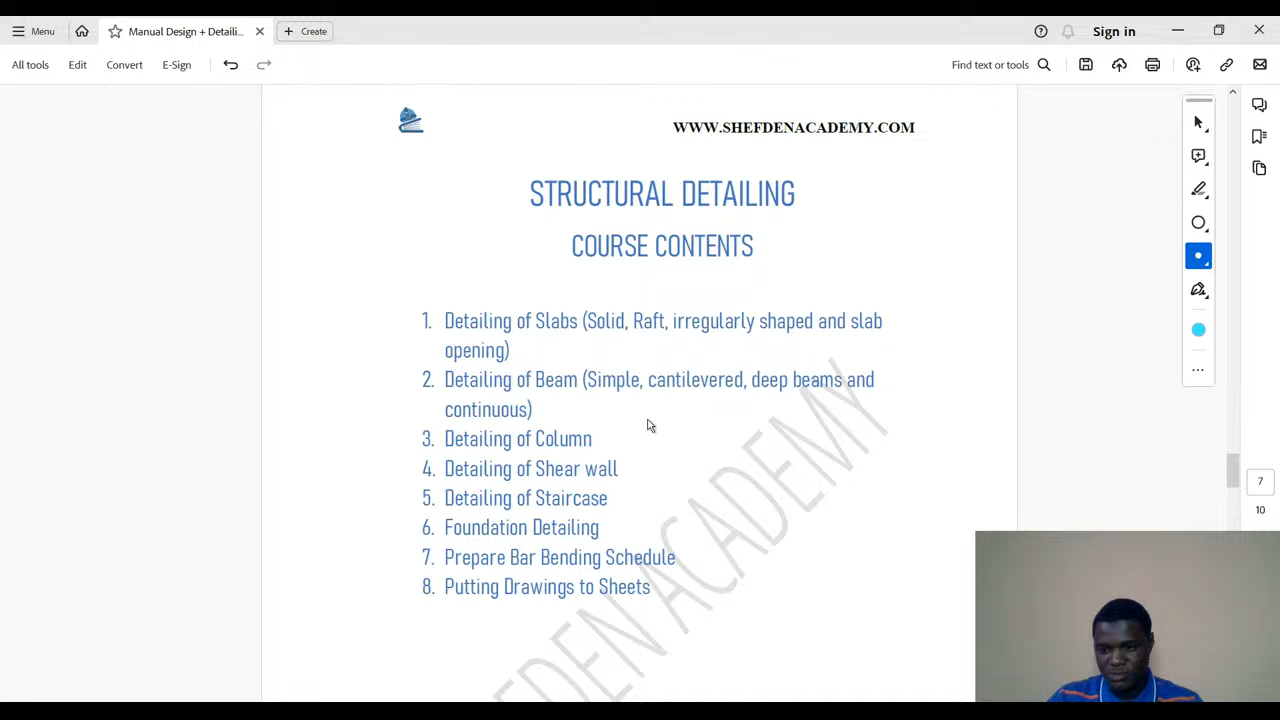 Menu
Manual Design + Detaili...
Create
Sign in
All tools
Edit
Convert
E-Sign
Find text or tools
WWW.SHEFDENACADEMY.COM
STRUCTURAL DETAILING
COURSE CONTENTS
1. Detailing of Slabs (Solid, Raft, irregularly shaped and slab
opening)
2. Detailing of Beam (Simple, cantilevered, deep beams and
continuous)
3. Detailing of Column
4. Detailing of Shear wall
5. Detailing of Staircase
6. Foundation Detailing
7. Prepare Bar Bending Schedule
8. Putting Drawings to Sheets
EFDEN ACADEMY
7
10